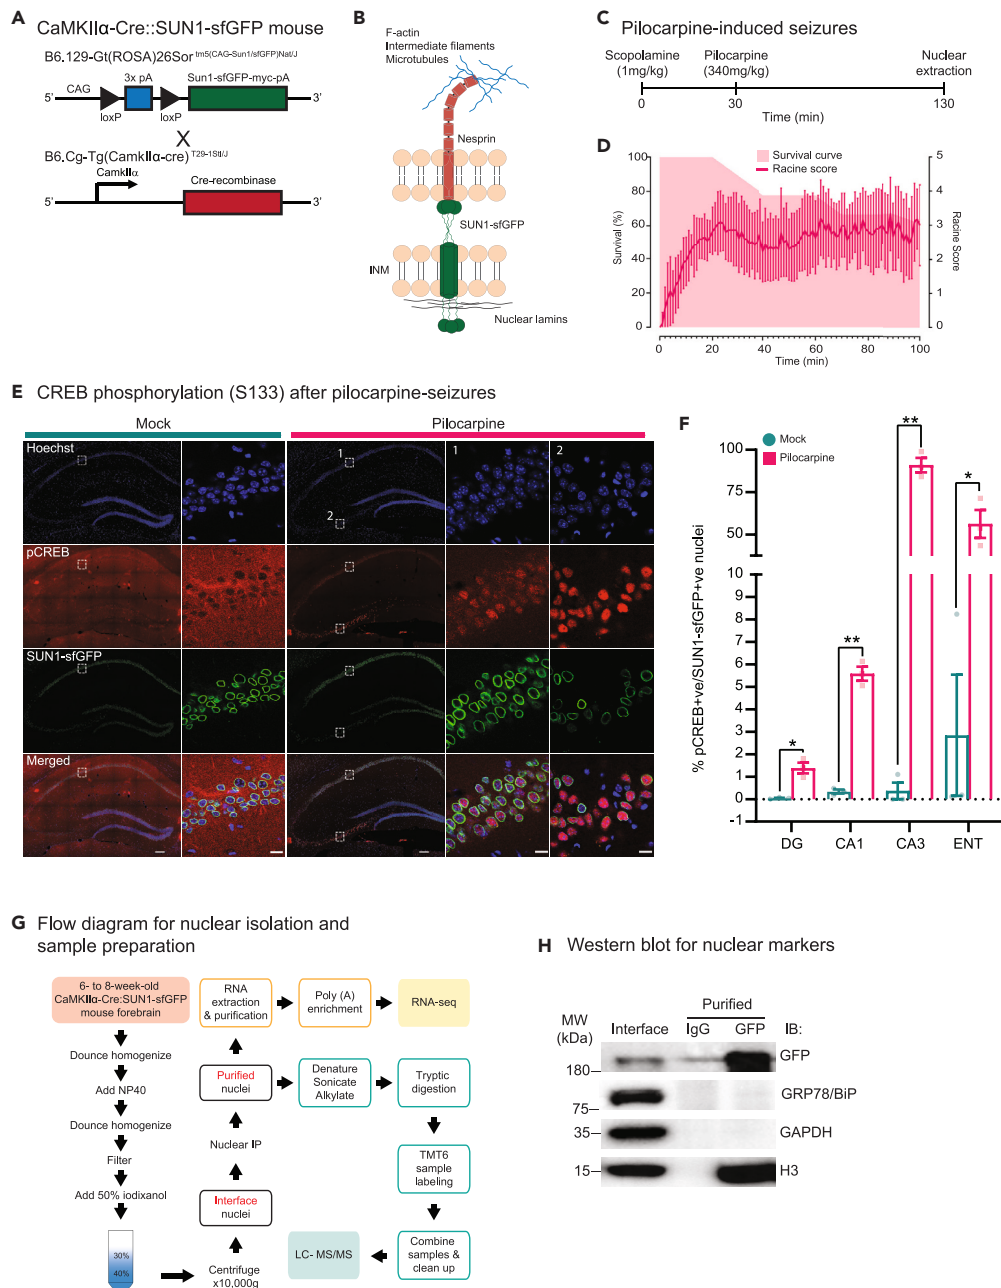 A CaMKIIα-Cre::SUN1-sfGFP mouse
B6.129-Gt(ROSA)26Sor tm5(CAG-Sun1/sfGFP)Nat/J
CAG
3x pA
Sun1-sfGFP-myc-pA
5'
3'
loxP
loxP
X
B6.Cg-Tg(CamkIIα-cre) T29-1Stl/J
CamkIIα
Cre-recombinase
5'
3'
B
F-actin
Intermediate filaments
Microtubules
Nesprin
SUN1-sfGFP
INM
Nuclear lamins
C Pilocarpine-induced seizures
Scopolamine
(1mg/kg)
Pilocarpine
(340mg/kg)
Nuclear
extraction
0
30
130
Time (min)
D
Survival curve
Racine score
100
80
60
40
20
0
Survival (%)
5
4
3
2
1
0
Racine Score
0
20
40
60
80
100
Time (min)
E CREB phosphorylation (S133) after pilocarpine-seizures
Mock
Pilocarpine
Hoechst
1
2
1
2
pCREB
SUN1-sfGFP
Merged
F
Mock
Pilocarpine
% pCREB+ve/SUN1-sfGFP+ve nuclei
100
75
50
10
9
8
7
6
5
4
3
2
1
0
-1
*
**
**
*
DG
CA1
CA3
ENT
G Flow diagram for nuclear isolation and
sample preparation
6- to 8-week-old
CaMKIIα-Cre:SUN1-sfGFP
mouse forebrain
Dounce homogenize
Add NP40
Dounce homogenize
Filter
Add 50% iodixanol
30%
40%
Centrifuge
x10,000g
Interface
nuclei
Nuclear IP
Purified
nuclei
RNA
extraction
& purification
Poly (A)
enrichment
RNA-seq
Denature
Sonicate
Alkylate
Tryptic
digestion
TMT6
sample
labeling
Combine
samples &
clean up
LC- MS/MS
H Western blot for nuclear markers
MW
(kDa)
Interface
Purified
IgG
GFP
IB:
180
GFP
75
GRP78/BiP
35
GAPDH
15
H3